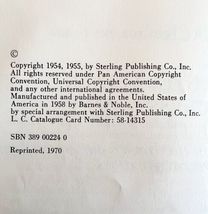 ©
Copyright 1954, 1955, by Sterling Publishing Co., Inc.
All rights reserved under Pan American Copyright
Convention, Universal Copyright Convention,
and any other international agreements.
Manufactured and published in the United States of
America in 1958 by Barnes & Noble, Inc.
by special arrangement with Sterling Publishing Co., Inc.
L. C. Catalogue Card Number: 58-14315
SBN 389 00224 0
Reprinted, 1970